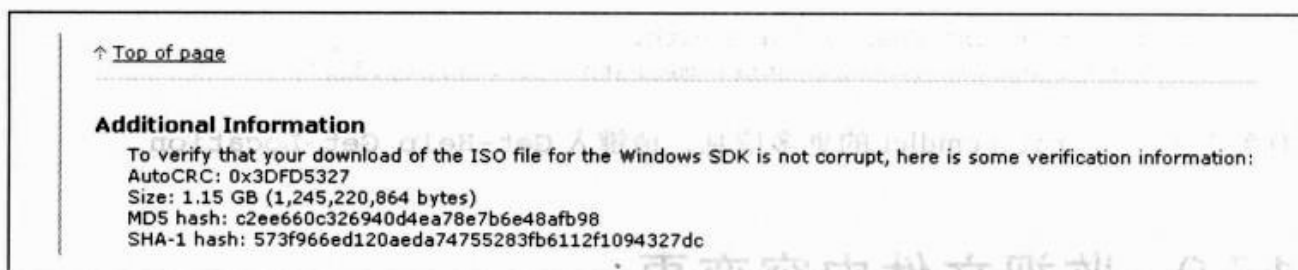 ↑ Top of page
Additional Information
To verify that your download of the ISO file for the Windows SDK is not corrupt, here is some verification information:
AutoCRC: 0x3DFD5327
Size: 1.15 GB (1,245,220,864 bytes)
MD5 hash: c2ee660c326940d4ea78e7b6e48afb98
SHA-1 hash: 573f966ed120aeda74755283fb6112f1094327dc